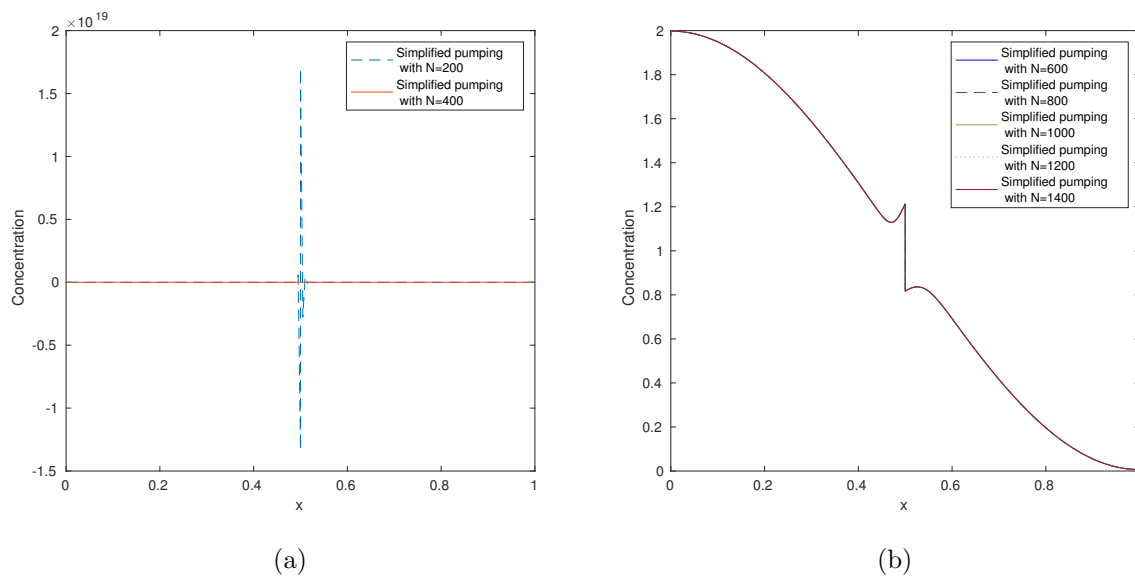 ×10 19
2
1.5
1
0.5
0
-0.5
-1
-1.5
Concentration
0 0.2 0.4 0.6 0.8 1
x
Simplified pumping
with N=200
Simplified pumping
with N=400
(a)
2
1.8
1.6
1.4
1.2
1
0.8
0.6
0.4
0.2
0
Concentration
0 0.2 0.4 0.6 0.8
x
Simplified pumping
with N=600
Simplified pumping
with N=800
Simplified pumping
with N=1000
Simplified pumping
with N=1200
Simplified pumping
with N=1400
(b)